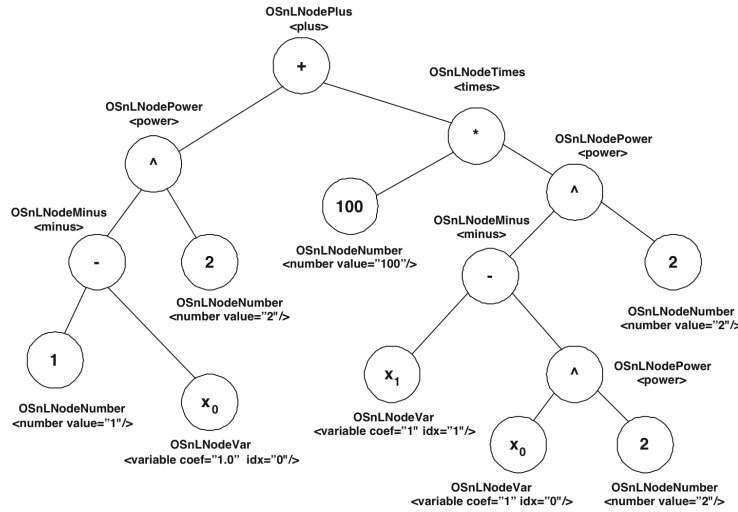 OSnLNodePlus
<plus>
+
OSnLNodeTimes
<times>
*
OSnLNodePower
<power>
^
OSnLNodePower
<power>
^
100
OSnLNodeNumber
<number value="100"/>
OSnLNodeMinus
<minus>
-
2
OSnLNodeNumber
<number value="2"/>
OSnLNodeMinus
<minus>
-
2
OSnLNodeNumber
<number value="2"/>
1
OSnLNodeNumber
<number value="1"/>
x0
OSnLNodeVar
<variable coef="1.0" idx="0"/>
x1
OSnLNodeVar
<variable coef="1" idx="1"/>
^
OSnLNodePower
<power>
x0
OSnLNodeVar
<variable coef="1" idx="0"/>
2
OSnLNodeNumber
<number value="2"/>